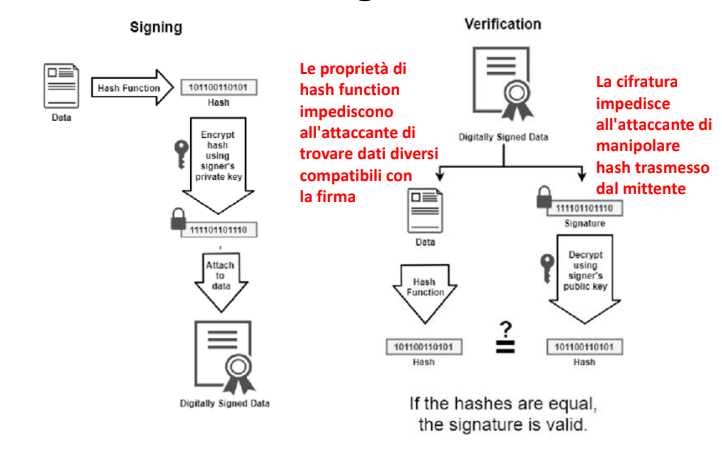 Signing
Data
Hash Function
101100110101
Hash
Encrypt
hash
using
signer's
private key
111101101110
Attach
to
data
Digitally Signed Data
Le proprietà di
hash function
impediscono
all'attaccante di
trovare dati diversi
compatibili con
la firma
Verification
Digitally Signed Data
La cifratura
impedisce
all'attaccante di
manipolare
hash trasmesso
dal mittente
Data
Hash
Function
101100110101
Hash
?
=
111101101110
Signature
Decrypt
using
signer's
public key
101100110101
Hash
If the hashes are equal,
the signature is valid.